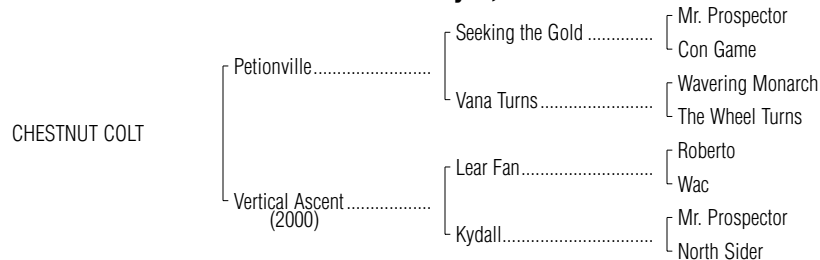 Mr. Prospector
Seeking the Gold ..............
Con Game
Petionville.........................
Wavering Monarch
Vana Turns........................
The Wheel Turns
CHESTNUT COLT
Roberto
Lear Fan............................
Wac
Vertical Ascent..................
(2000)
Mr. Prospector
Kydall................................
North Sider